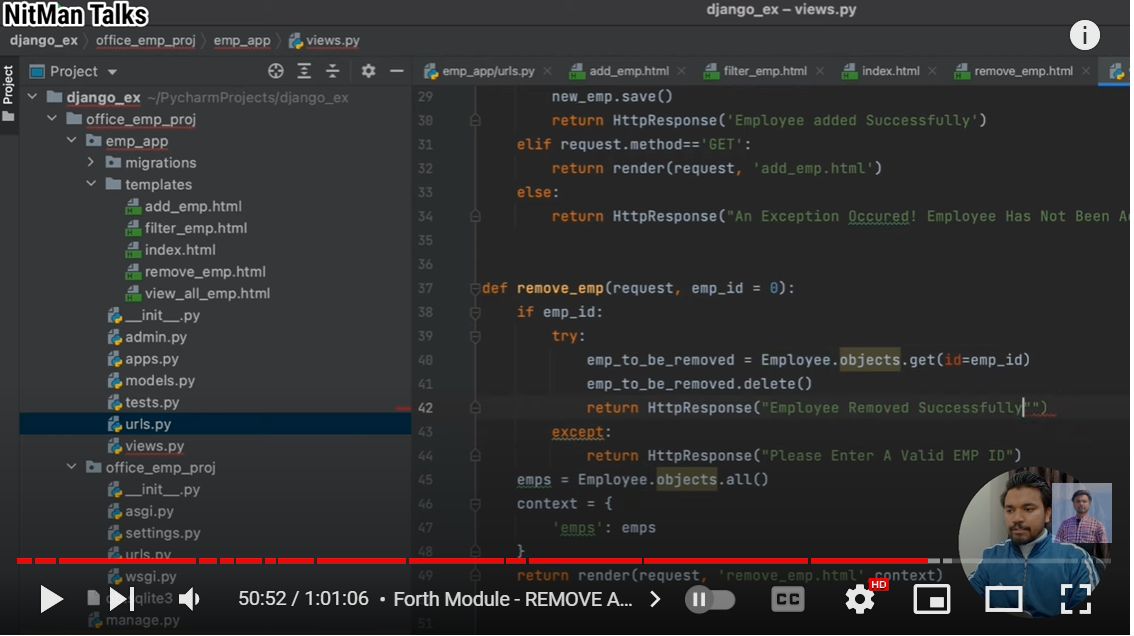 NitMan Talks
django_ex – views.py
django_ex office_emp_proj emp_app views.py
Project
Project
emp_app/urls.py
add_emp.html
filter_emp.html
index.html
remove_emp.html
django_ex ~/PycharmProjects/django_ex
office_emp_proj
emp_app
migrations
templates
add_emp.html
filter_emp.html
index.html
remove_emp.html
view_all_emp.html
__init__.py
admin.py
apps.py
models.py
tests.py
urls.py
views.py
office_emp_proj
__init__.py
asgi.py
settings.py
urls.py
wsgi.py
manage.py
29 new_emp.save()
30 return HttpResponse('Employee added Successfully')
31 elif request.method=='GET':
32 return render(request, 'add_emp.html')
33 else:
34 return HttpResponse("An Exception Occured! Employee Has Not Been
35
36
37 def remove_emp(request, emp_id = 0):
38 if emp_id:
39 try:
40 emp_to_be_removed = Employee.objects.get(id=emp_id)
41 emp_to_be_removed.delete()
42 return HttpResponse("Employee Removed Successfully"")
43 except:
44 return HttpResponse("Please Enter A Valid EMP ID")
45 emps = Employee.objects.all()
46 context = {
47 'emps': emps
48 }
49 return render(request, 'remove_emp.html' context)
51
50:52 / 1:01:06 • Forth Module - REMOVE A...
CC
HD